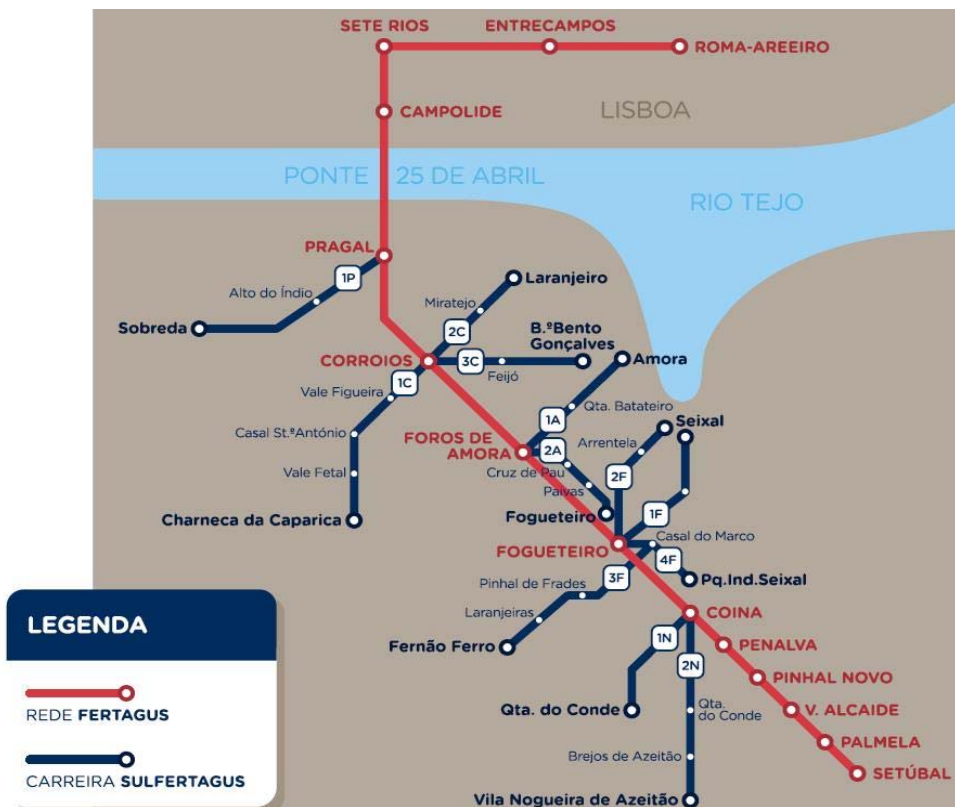 SETE RIOS
ENTRECAMPOS
ROMA-AREEIRO
CAMPOLIDE
LISBOA
PONTE 25 DE ABRIL
RIO TEJO
PRAGAL
1P
Alto do Índio
Sobreda
Laranjeiro
Miratejo
2C
B.ºBento
Gonçalves
CORROIOS
3C
Feijó
Amora
1C
Vale Figueira
Qta. Batateiro
Casal St.ºAntónio
1A
Seixal
FOROS DE
AMORA
2A
Arrentela
Vale Fetal
Cruz de Pau
2F
Paivas
Charneca da Caparica
Fogueteiro
1F
FOGUETEIRO
Casal do Marco
4F
3F
Pinhal de Frades
Pq.Ind.Seixal
Laranjeiras
COINA
Fernão Ferro
1N
PENALVA
2N
PINHAL NOVO
Qta. do Conde
Qta.
do Conde
V. ALCAIDE
PALMELA
Brejos de Azeitão
SETÚBAL
Vila Nogueira de Azeitão
LEGENDA
REDE FERTAGUS
CARREIRA SULFERTAGUS